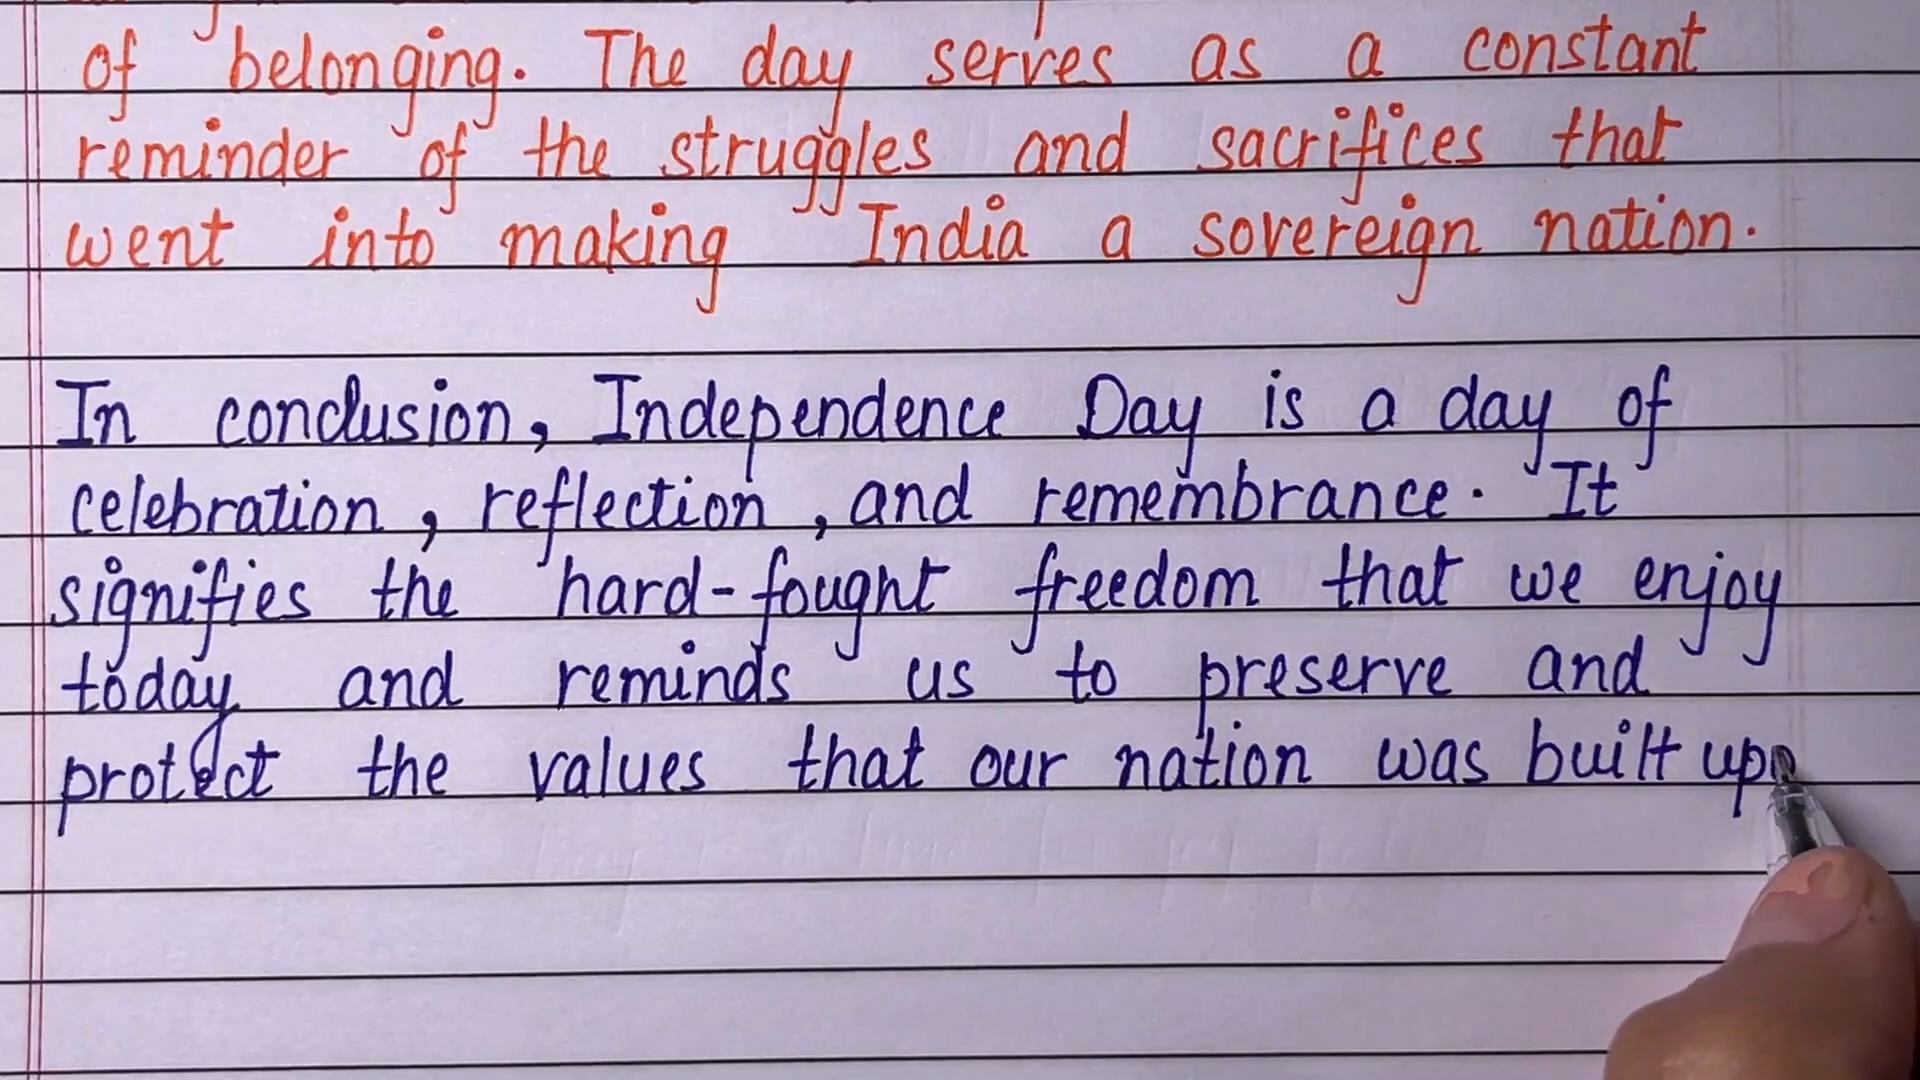 of belonging. The day serves as a constant
reminder of the struggles and sacrifices that
went into making India a sovereign nation.
In conclusion, Independence Day is a day of
celebration, reflection, and remembrance. It
signifies the hard-fought freedom that we enjoy
today and reminds us to preserve and
protect the values that our nation was built upo